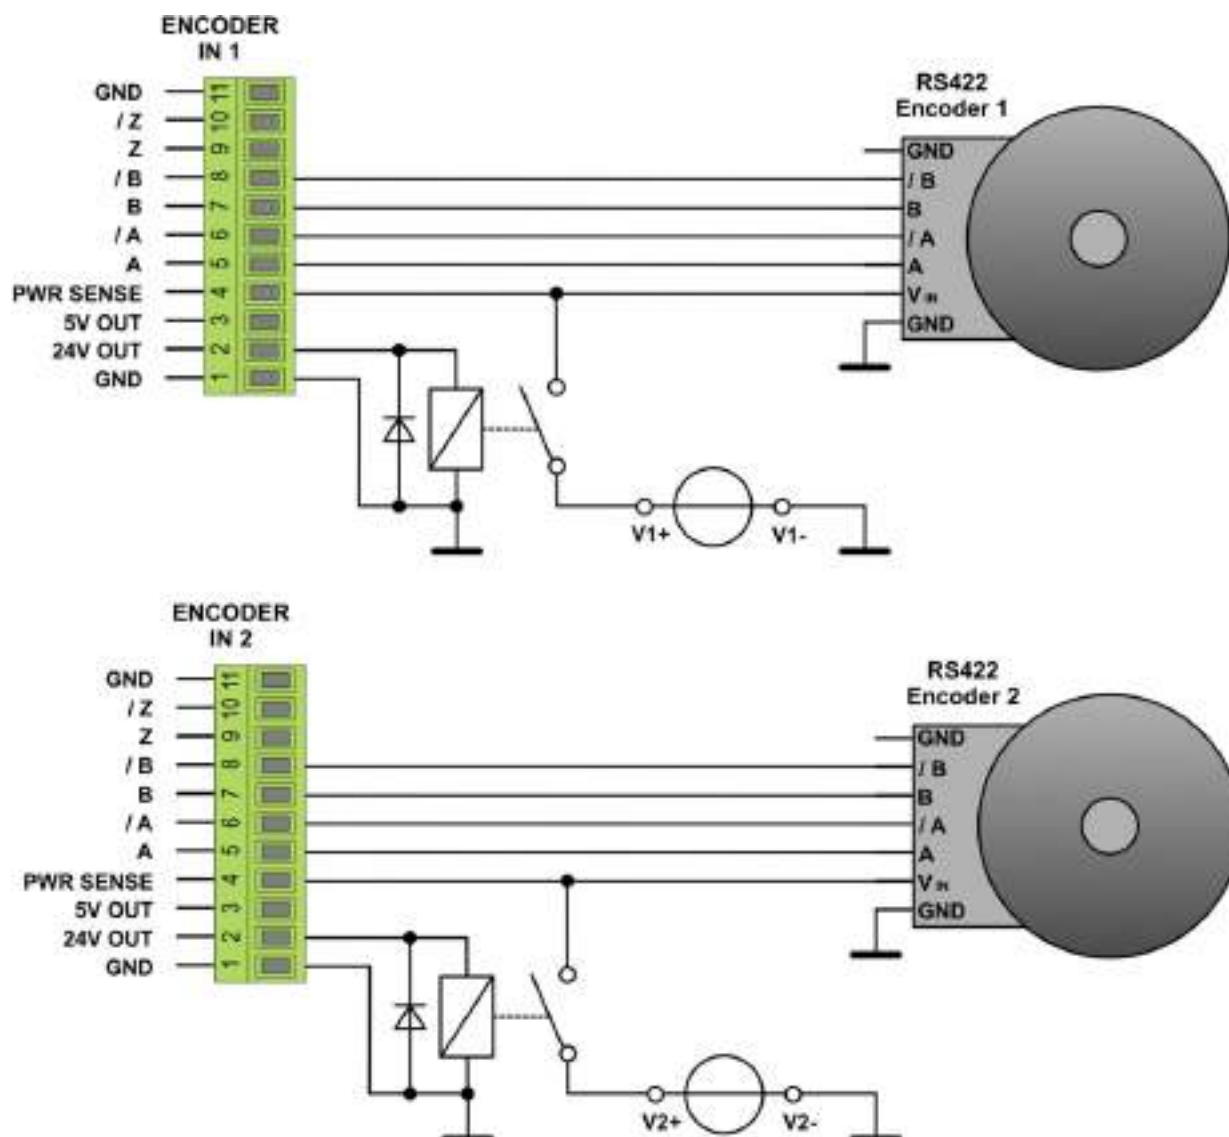 ENCODER
IN 1
GND 11
/ Z 10
Z 9
/ B 8
B 7
/ A 6
A 5
PWR SENSE 4
5V OUT 3
24V OUT 2
GND 1
RS422
Encoder 1
GND
/ B
B
/ A
A
V IN
GND
V1+ V1-
ENCODER
IN 2
GND 11
/ Z 10
Z 9
/ B 8
B 7
/ A 6
A 5
PWR SENSE 4
5V OUT 3
24V OUT 2
GND 1
RS422
Encoder 2
GND
/ B
B
/ A
A
V IN
GND
V2+ V2-